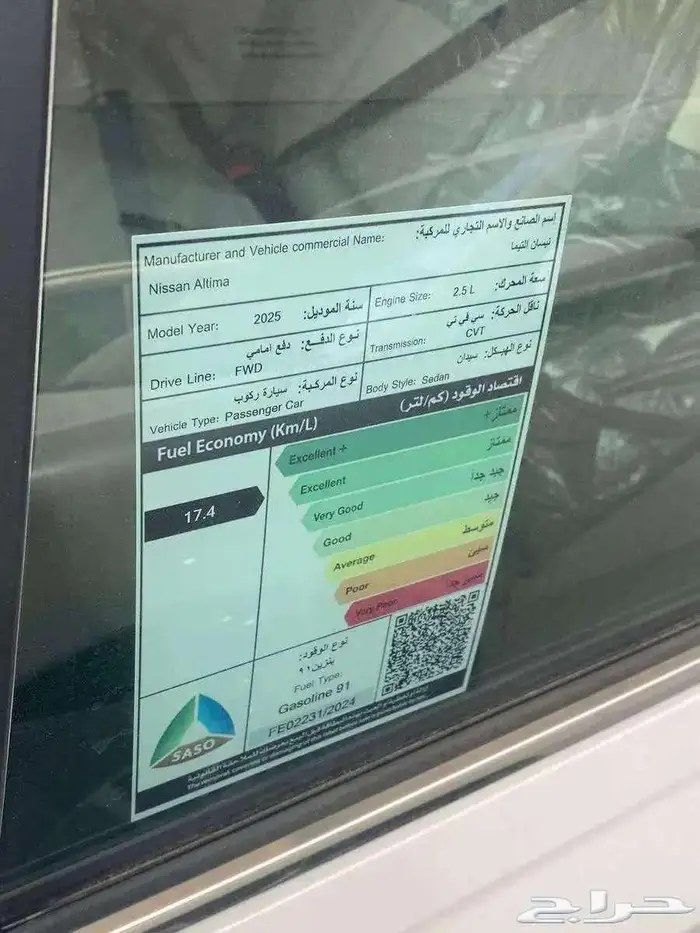 اسم الصانع والاسم التجاري للمركبة:
Manufacturer and Vehicle commercial Name:
نيسان التيما
Nissan Altima
سنة الموديل:
Model Year: 2025
سعة المحرك:
Engine Size: 2.5 L
نوع الدفع: دفع امامي
Drive Line: FWD
ناقل الحركة: سي في تي
Transmission: CVT
نوع المركبة: سيارة ركوب
Vehicle Type: Passenger Car
نوع الهيكل: سيدان
Body Style: Sedan
Fuel Economy (Km/L) اقتصاد الوقود (كم/لتر)
17.4
Excellent + ممتاز+
Excellent ممتاز
Very Good جيد جداً
Good جيد
Average متوسط
Poor سيئ
Very Poor سيئ جداً
نوع الوقود:
بنزين ٩١
Fuel Type:
Gasoline 91
FE02231/2024
SASO
حراج